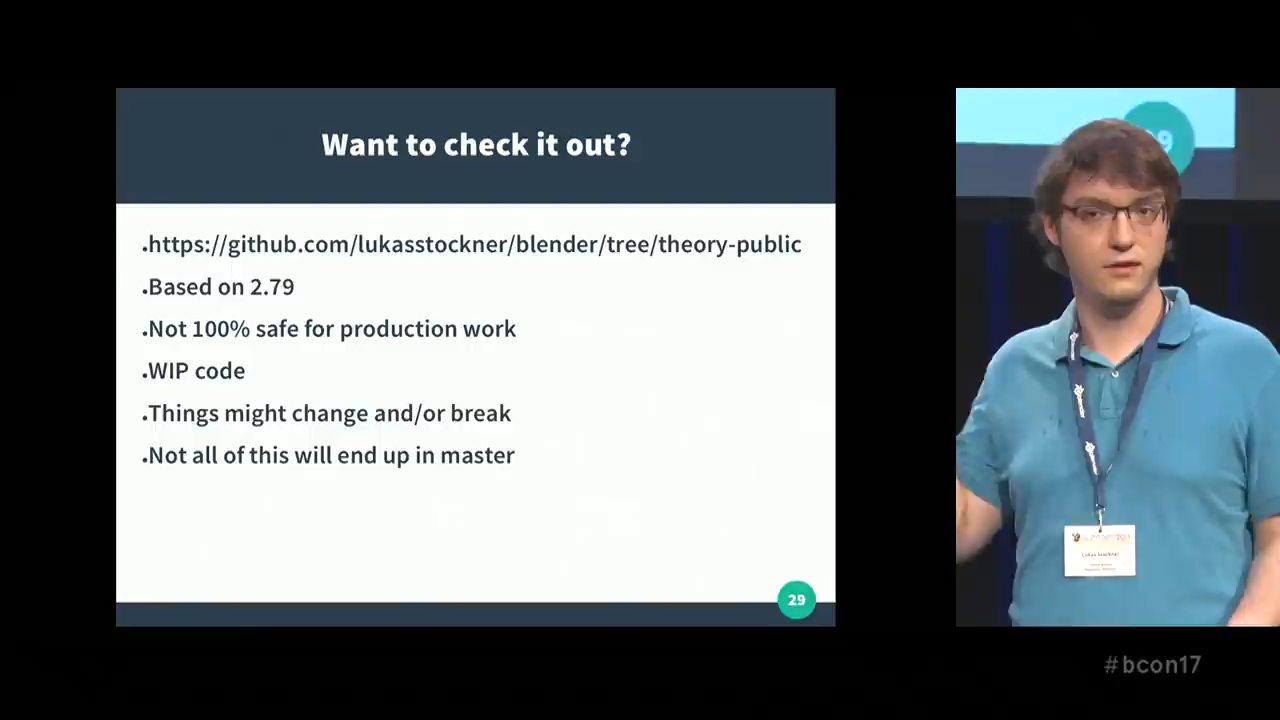 Want to check it out?
.https://github.com/lukasstockner/blender/tree/theory-public
.Based on 2.79
.Not 100% safe for production work
.WIP code
.Things might change and/or break
.Not all of this will end up in master
29
#bcon17